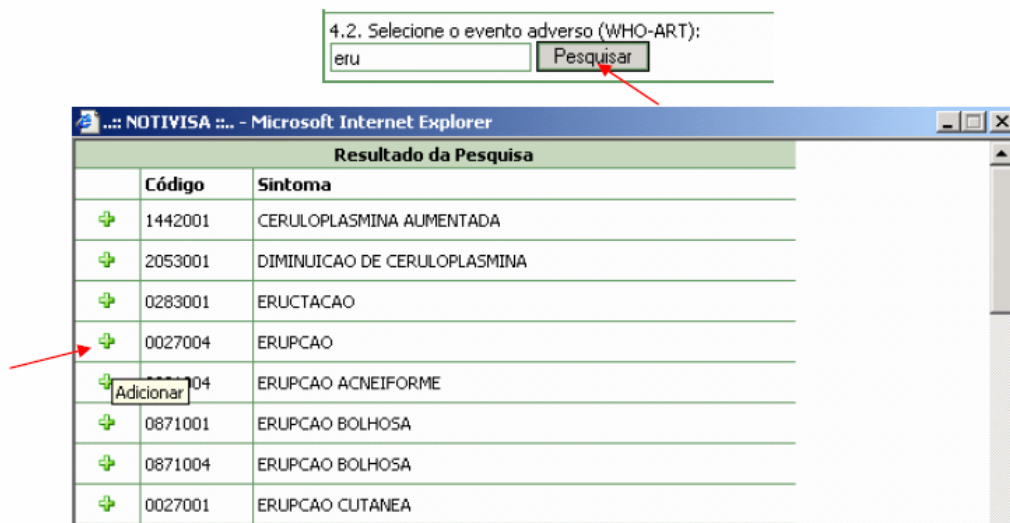 4.2. Selecione o evento adverso (WHO-ART):
eru Pesquisar
..:: NOTIVISA ::... - Microsoft Internet Explorer
Resultado da Pesquisa
Código Sintoma
1442001 CERULOPLASMINA AUMENTADA
2053001 DIMINUICAO DE CERULOPLASMINA
0283001 ERUCTACAO
0027004 ERUPCAO
04 ERUPCAO ACNEIFORME
Adicionar
0871001 ERUPCAO BOLHOSA
0871004 ERUPCAO BOLHOSA
0027001 ERUPCAO CUTANEA